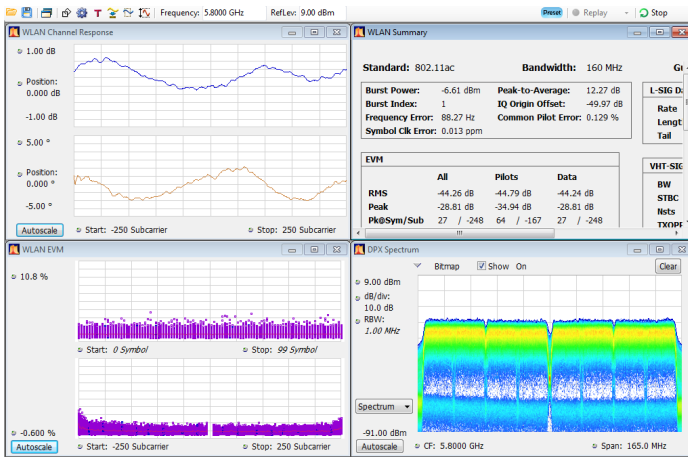 Frequency: 5.8000 GHz RefLev: 9.00 dBm Preset Replay Stop
WLAN Channel Response
1.00 dB
Position:
0.000 dB
-1.00 dB
5.00 °
Position:
0.000 °
-5.00 °
Autoscale Start: -250 Subcarrier Stop: 250 Subcarrier
WLAN Summary
Standard: 802.11ac Bandwidth: 160 MHz
Burst Power: -6.61 dBm Peak-to-Average: 12.27 dB
Burst Index: 1 IQ Origin Offset: -49.97 dB
Frequency Error: 88.27 Hz Common Pilot Error: 0.129 %
Symbol Clk Error: 0.013 ppm
L-SIG Da
Rate
Lengt
Tail
EVM
All Pilots Data
RMS -44.26 dB -44.79 dB -44.24 dB
Peak -28.81 dB -34.94 dB -28.81 dB
Pk@Sym/Sub 27 / -248 64 / -167 27 / -248
VHT-SIG
BW
STBC
Nsts
TXOPP
WLAN EVM
10.8 %
Start: 0 Symbol Stop: 99 Symbol
-0.600 %
Autoscale Start: -250 Subcarrier Stop: 250 Subcarrier
DPX Spectrum
Bitmap Show On Clear
9.00 dBm
dB/div:
10.0 dB
RBW:
1.00 MHz
Spectrum
-91.00 dBm
Autoscale CF: 5.8000 GHz Span: 165.0 MHz